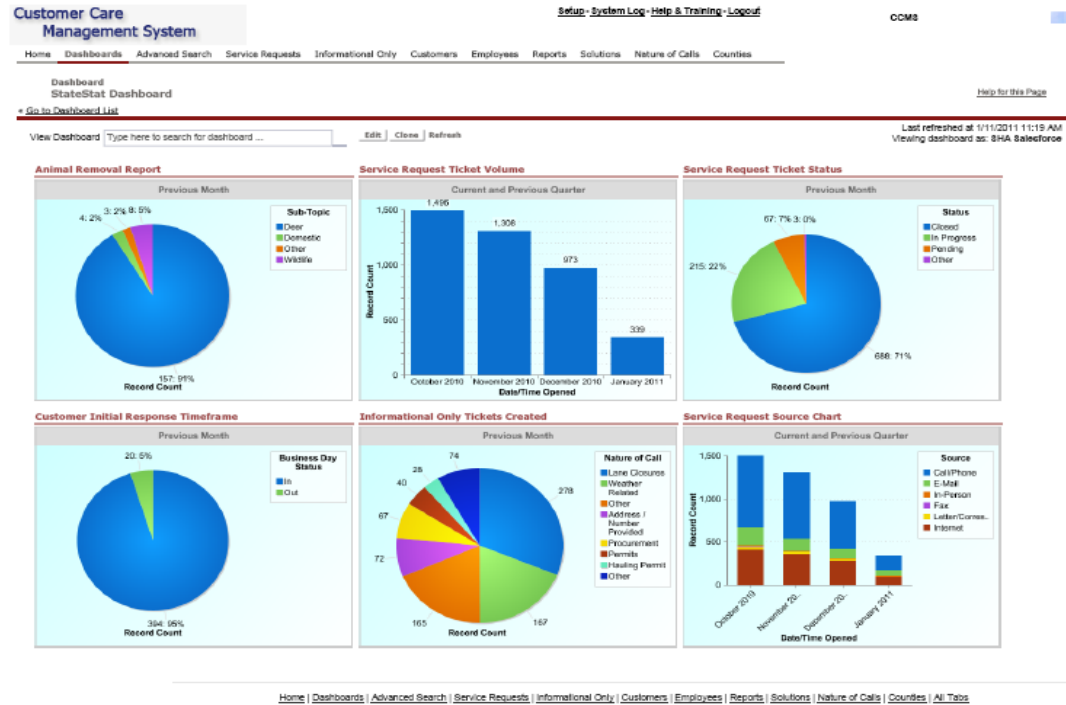 Customer Care
Management System
Setup - System Log - Help & Training - Logout
CCMS
Home Dashboards Advanced Search Service Requests Informational Only Customers Employees Reports Solutions Nature of Calls Counties
Dashboard
StateStat Dashboard
Help for this Page
« Go to Dashboard List
View Dashboard Type here to search for dashboard ... Edit Clone Refresh
Last refreshed at 1/11/2011 11:19 AM
Viewing dashboard as: SHA Salesforce
Animal Removal Report
Previous Month
4: 2%
3: 2%
8: 5%
Sub-Topic
Deer
Domestic
Other
Wildlife
157: 91%
Record Count
Service Request Ticket Volume
Current and Previous Quarter
1,500
1,000
500
0
Record Count
1,495
1,308
973
339
October 2010 November 2010 December 2010 January 2011
Date/Time Opened
Service Request Ticket Status
Previous Month
67: 7%
3: 0%
215: 22%
688: 71%
Status
Closed
In Progress
Pending
Other
Record Count
Customer Initial Response Timeframe
Previous Month
20: 5%
Business Day
Status
In
Out
394: 95%
Record Count
Informational Only Tickets Created
Previous Month
74
28
40
67
72
165
167
278
Nature of Call
Lane Closures
Weather
Related
Other
Address /
Number
Provided
Procurement
Permits
Hauling Permit
Other
Record Count
Service Request Source Chart
Current and Previous Quarter
1,500
1,000
500
0
Record Count
October 2010
November 20..
December 20..
January 2011
Date/Time Opened
Source
Call/Phone
E-Mail
In-Person
Fax
Letter/Corres..
Internet
Home | Dashboards | Advanced Search | Service Requests | Informational Only | Customers | Employees | Reports | Solutions | Nature of Calls | Counties | All Tabs